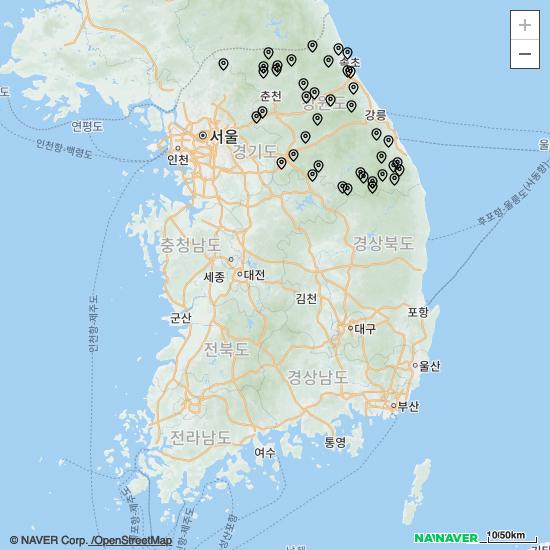 +
−
속초
춘천
강원도
강릉
연평도
서울
인천항-백령도
인천
경기도
울
후포항-울릉도(사동항)
충청남도
경상북도
세종
대전
인천항-제주도
김천
군산
포항
전북도
대구
울산
경상남도
부산
전라남도
통영
여수
© NAVER Corp. /OpenStreetMap
NAVER
10/50km